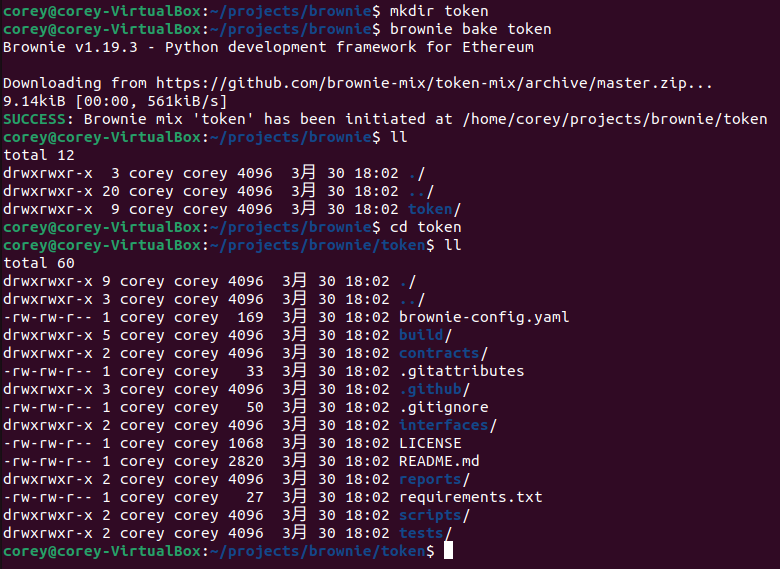 corey@corey-VirtualBox:~/projects/brownie$ mkdir token
corey@corey-VirtualBox:~/projects/brownie$ brownie bake token
Brownie v1.19.3 - Python development framework for Ethereum

Downloading from https://github.com/brownie-mix/token-mix/archive/master.zip...
9.14kiB [00:00, 561kiB/s]
SUCCESS: Brownie mix 'token' has been initiated at /home/corey/projects/brownie/token
corey@corey-VirtualBox:~/projects/brownie$ ll
total 12
drwxrwxr-x  3 corey corey 4096  3月 30 18:02 ./
drwxrwxr-x 20 corey corey 4096  3月 30 18:02 ../
drwxrwxr-x  9 corey corey 4096  3月 30 18:02 token/
corey@corey-VirtualBox:~/projects/brownie$ cd token
corey@corey-VirtualBox:~/projects/brownie/token$ ll
total 60
drwxrwxr-x 9 corey corey 4096  3月 30 18:02 ./
drwxrwxr-x 3 corey corey 4096  3月 30 18:02 ../
-rw-rw-r-- 1 corey corey  169  3月 30 18:02 brownie-config.yaml
drwxrwxr-x 5 corey corey 4096  3月 30 18:02 build/
drwxrwxr-x 2 corey corey 4096  3月 30 18:02 contracts/
-rw-rw-r-- 1 corey corey   33  3月 30 18:02 .gitattributes
drwxrwxr-x 3 corey corey 4096  3月 30 18:02 .github/
-rw-rw-r-- 1 corey corey   50  3月 30 18:02 .gitignore
drwxrwxr-x 2 corey corey 4096  3月 30 18:02 interfaces/
-rw-rw-r-- 1 corey corey 1068  3月 30 18:02 LICENSE
-rw-rw-r-- 1 corey corey 2820  3月 30 18:02 README.md
drwxrwxr-x 2 corey corey 4096  3月 30 18:02 reports/
-rw-rw-r-- 1 corey corey   27  3月 30 18:02 requirements.txt
drwxrwxr-x 2 corey corey 4096  3月 30 18:02 scripts/
drwxrwxr-x 2 corey corey 4096  3月 30 18:02 tests/
corey@corey-VirtualBox:~/projects/brownie/token$